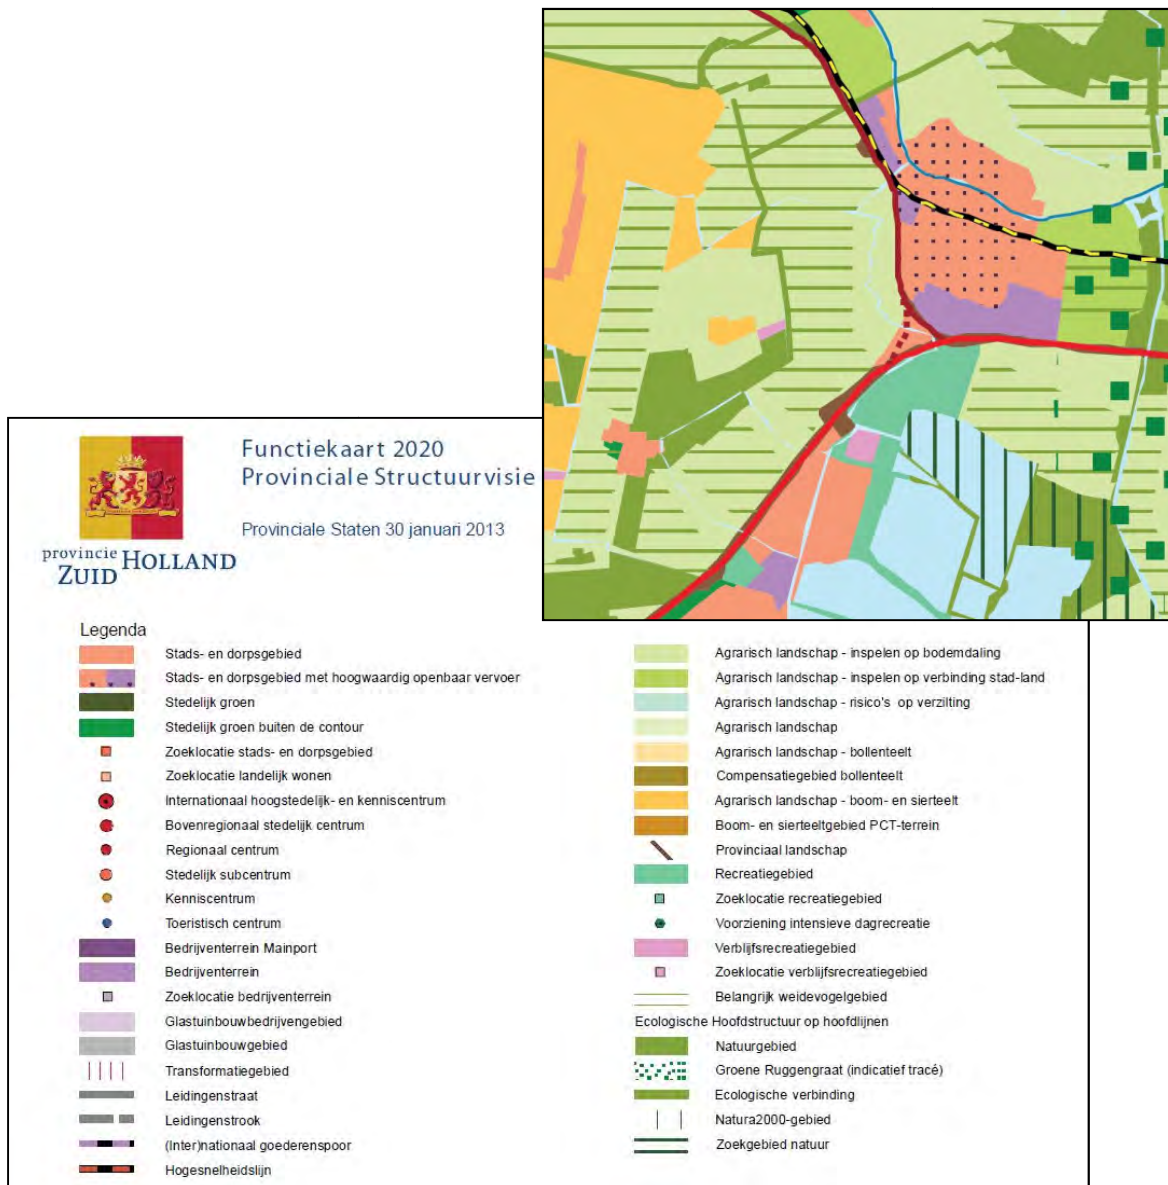 Functiekaart 2020
Provinciale Structuurvisie
Provinciale Staten 30 januari 2013
provincie HOLLAND
ZUID
Legenda
Stads- en dorpsgebied
Stads- en dorpsgebied met hoogwaardig openbaar vervoer
Stedelijk groen
Stedelijk groen buiten de contour
Zoeklocatie stads- en dorpsgebied
Zoeklocatie landelijk wonen
Internationaal hoogstedelijk- en kenniscentrum
Bovenregionaal stedelijk centrum
Regionaal centrum
Stedelijk subcentrum
Kenniscentrum
Toeristisch centrum
Bedrijventerrein Mainport
Bedrijventerrein
Zoeklocatie bedrijventerrein
Glastuinbouwbedrijvengebied
Glastuinbouwgebied
Transformatiegebied
Leidingenstraat
Leidingenstrook
(Inter)nationaal goederenspoor
Hogesnelheidslijn
Agrarisch landschap - inspelen op bodemdaling
Agrarisch landschap - inspelen op verbinding stad-land
Agrarisch landschap - risico's op verzilting
Agrarisch landschap
Agrarisch landschap - bollenteelt
Compensatiegebied bollenteelt
Agrarisch landschap - boom- en sierteelt
Boom- en sierteeltgebied PCT-terrein
Provinciaal landschap
Recreatiegebied
Zoeklocatie recreatiegebied
Voorziening intensieve dagrecreatie
Verblijfsrecreatiegebied
Zoeklocatie verblijfsrecreatiegebied
Belangrijk weidevogelgebied
Ecologische Hoofdstructuur op hoofdlijnen
Natuurgebied
Groene Ruggengraat (indicatief tracé)
Ecologische verbinding
Natura2000-gebied
Zoekgebied natuur